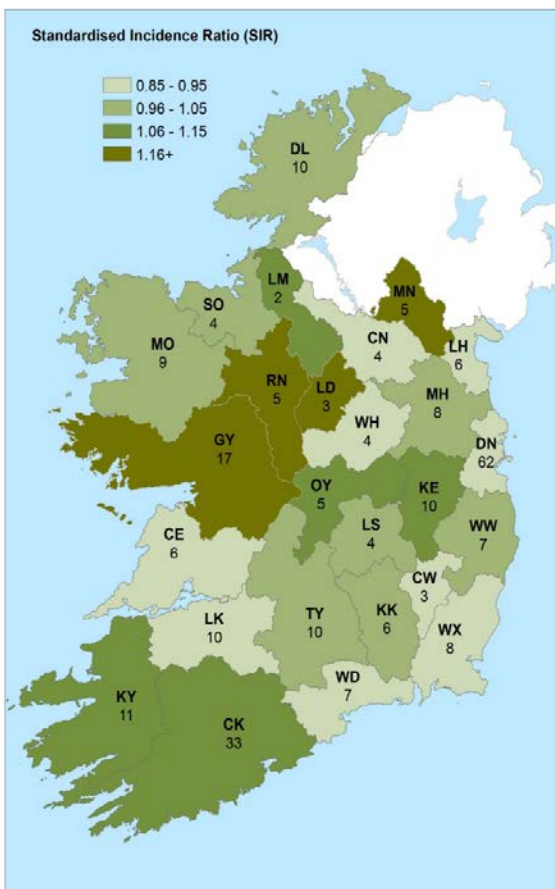 Standardised Incidence Ratio (SIR)
0.85 - 0.95
0.96 - 1.05
1.06 - 1.15
1.16+
DL
10
LM
2
SO
4
MN
5
CN
4
LH
6
MO
9
RN
5
LD
3
MH
8
WH
4
GY
17
DN
62
OY
5
KE
10
LS
4
WW
7
CE
6
CW
3
LK
10
TY
10
KK
6
WX
8
WD
7
KY
11
CK
33